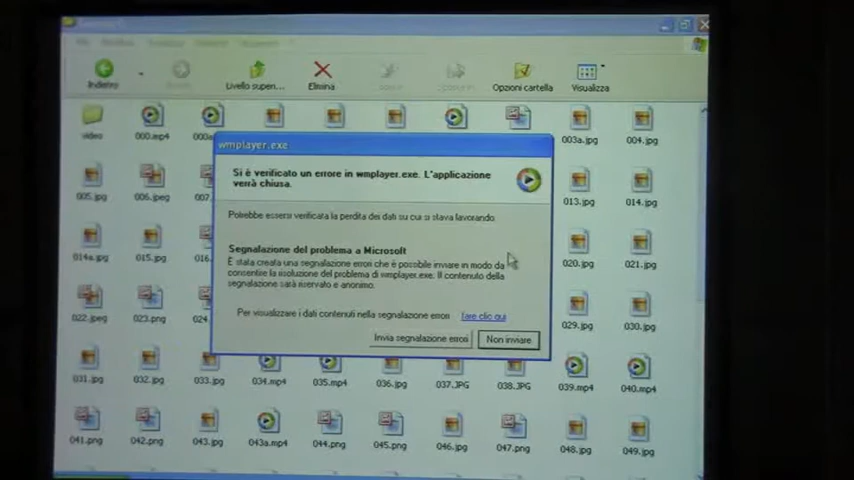 Indietro
Livello superi...
Elimina
Opzioni cartella
Visualizza
video
000.mp4
003a.jpg
004.jpg
wmplayer.exe
Si è verificato un errore in wmplayer.exe. L'applicazione
verrà chiusa.
005.jpg
006.jpeg
013.jpg
014.jpg
Potrebbe essersi verificata la perdita dei dati su cui si stava lavorando
Segnalazione del problema a Microsoft
È stata creata una segnalazione errori che è possibile inviare in modo da
consentire la risoluzione del problema di wmplayer.exe. Il contenuto della
segnalazione sarà riservato e anonimo.
014a.jpg
015.jpg
020.jpg
021.jpg
Per visualizzare i dati contenuti nella segnalazione errori
fare clic qui
022.jpeg
023.png
029.jpg
030.jpg
Invia segnalazione errori
Non inviare
031.jpg
032.jpg
033.jpg
034.mp4
035.mp4
036.jpg
037.JPG
038.JPG
039.mp4
040.mp4
041.png
042.png
043.jpg
043a.mp4
044.png
045.png
046.jpg
047.png
048.jpg
049.jpg